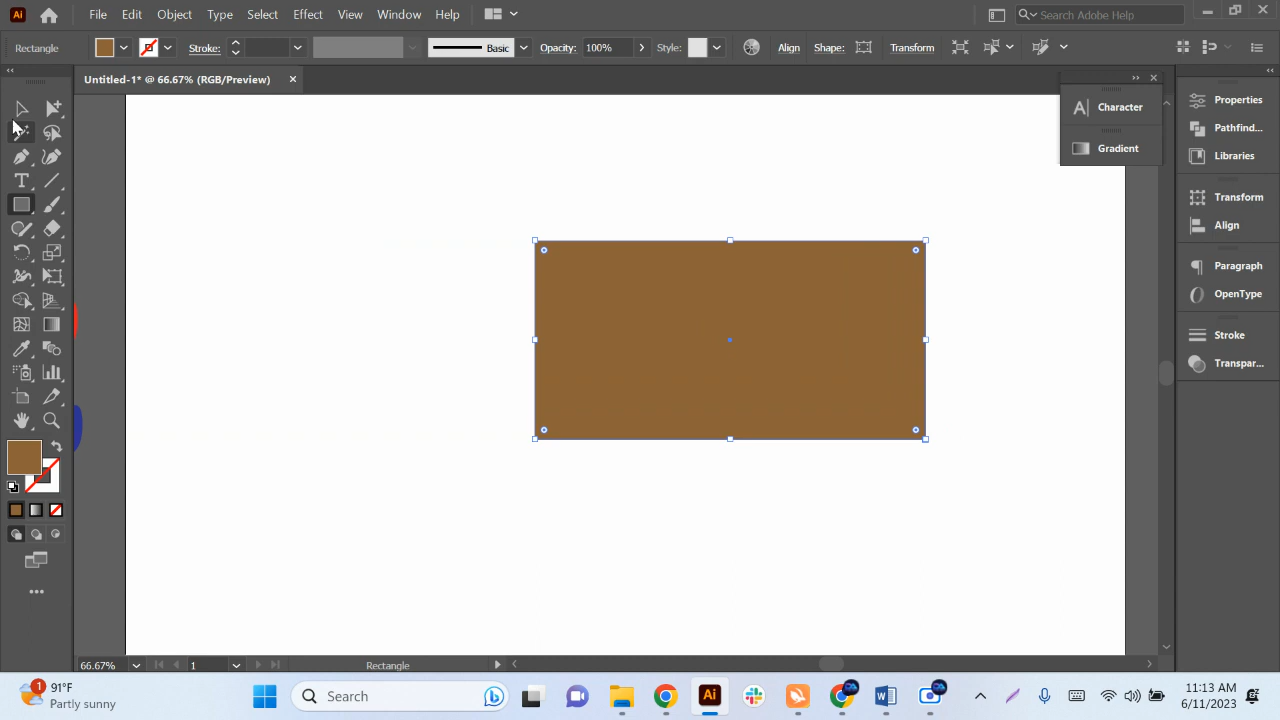 Ai File Edit Object Type Select Effect View Window Help Search Adobe Help
Rectangle Stroke: Basic Opacity: 100% Style: Align Shape: Transform
Untitled-1* @ 66.67% (RGB/Preview)
Character
Gradient
Properties
Pathfind...
Libraries
Transform
Align
Paragraph
OpenType
Stroke
Transpar...
66.67% 1 Rectangle
1 91°F
Partly sunny
Search
Ai
11:13 AM
6/11/2023